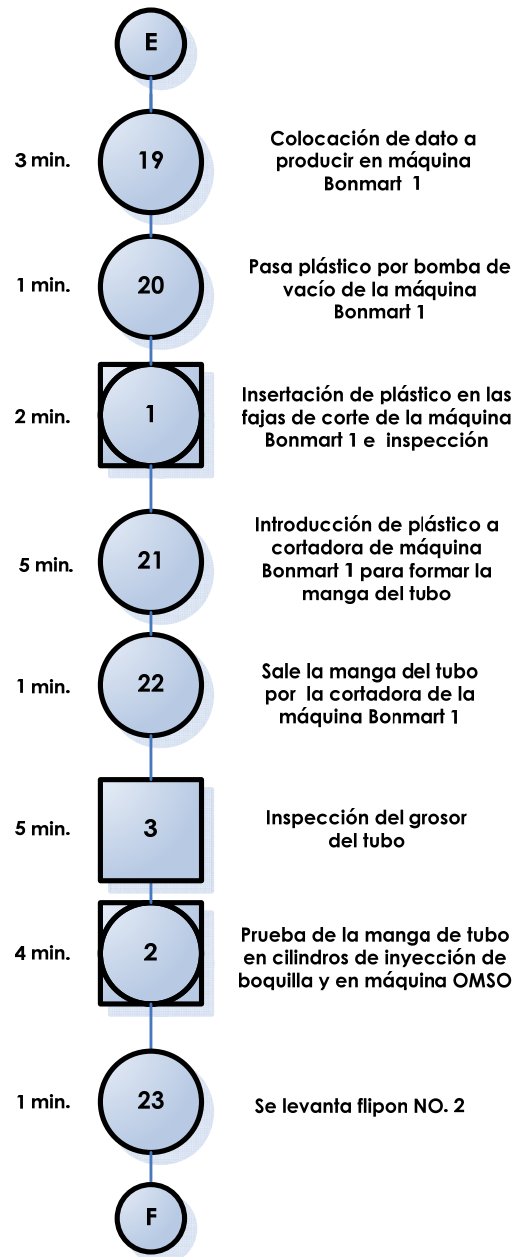 E
3 min.
19
Colocación de dato a
producir en máquina
Bonmart 1
1 min.
20
Pasa plástico por bomba de
vacío de la máquina
Bonmart 1
2 min.
1
Insertación de plástico en las
fajas de corte de la máquina
Bonmart 1 e inspección
5 min.
21
Introducción de plástico a
cortadora de máquina
Bonmart 1 para formar la
manga del tubo
1 min.
22
Sale la manga del tubo
por la cortadora de la
máquina Bonmart 1
5 min.
3
Inspección del grosor
del tubo
4 min.
2
Prueba de la manga de tubo
en cilindros de inyección de
boquilla y en máquina OMSO
1 min.
23
Se levanta flipon NO. 2
F